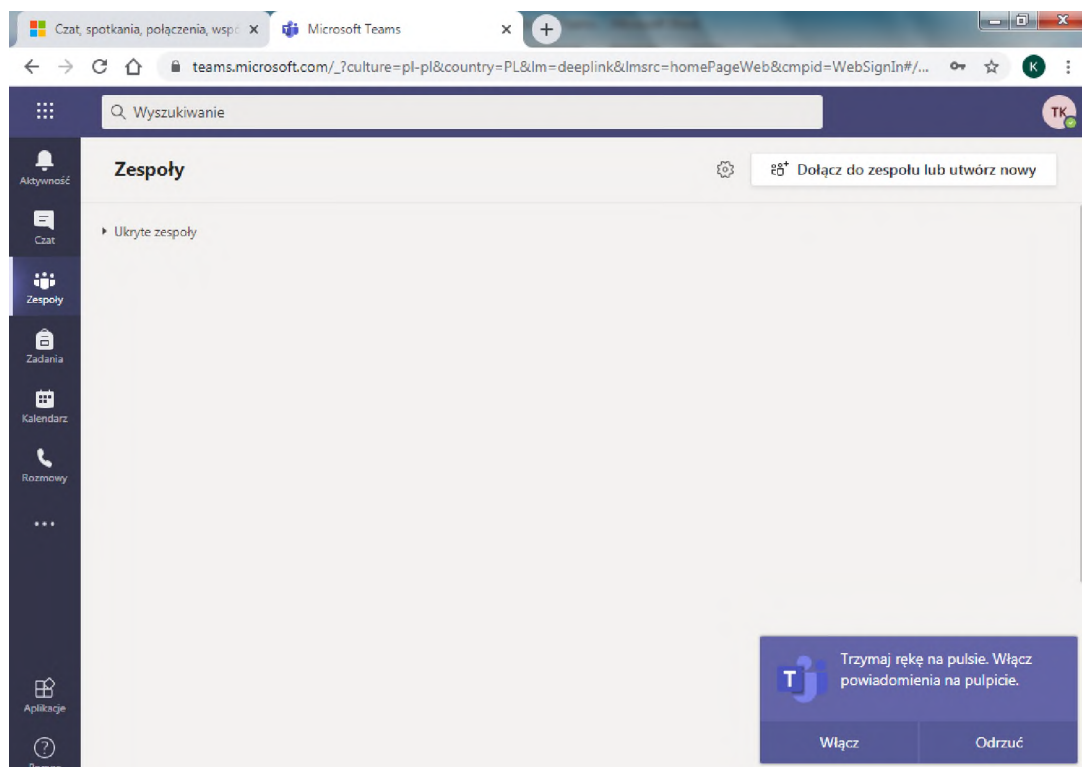 Czat, spotkania, połączenia, wsp
Microsoft Teams
teams.microsoft.com/_?culture=pl-pl&country=PL&lm=deeplink&lmsrc=homePageWeb&cmpid=WebSignIn#/...
K
Wyszukiwanie
TK
Aktywność
Zespoły
Dołącz do zespołu lub utwórz nowy
Czat
Ukryte zespoły
Zespoły
Zadania
Kalendarz
Rozmowy
Trzymaj rękę na pulsie. Włącz
powiadomienia na pulpicie.
T
Aplikacje
Włącz
Odrzuć